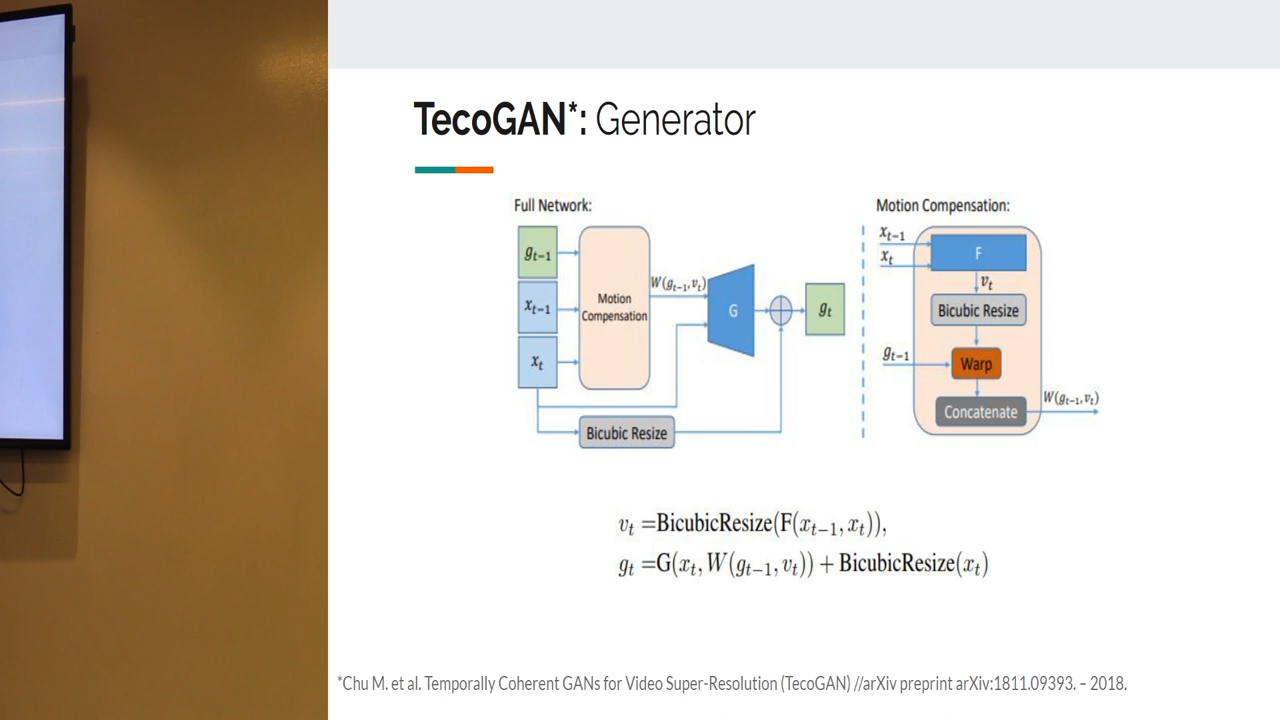 TecoGAN*: Generator
Full Network:
g_{t-1}
x_{t-1}
x_t
Motion
Compensation
W(g_{t-1}, v_t)
G
g_t
Bicubic Resize
Motion Compensation:
x_{t-1}
x_t
F
v_t
Bicubic Resize
g_{t-1}
Warp
Concatenate
W(g_{t-1}, v_t)
v_t =BicubicResize(F(x_{t-1}, x_t)),
g_t =G(x_t, W(g_{t-1}, v_t)) + BicubicResize(x_t)
*Chu M. et al. Temporally Coherent GANs for Video Super-Resolution (TecoGAN) //arXiv preprint arXiv:1811.09393. – 2018.